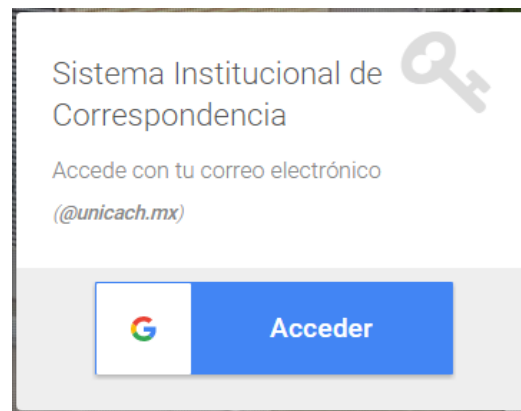 Sistema Institucional de
Correspondencia
Accede con tu correo electrónico
(@unicach.mx)
G Acceder